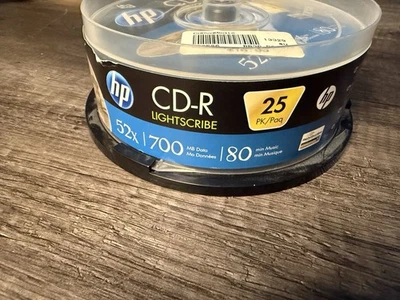 hp
CD-R
LIGHTSCRIBE
25
PK/Paq
hp
52x
700
MB Data
Mo Données
80
min Music
min Musique